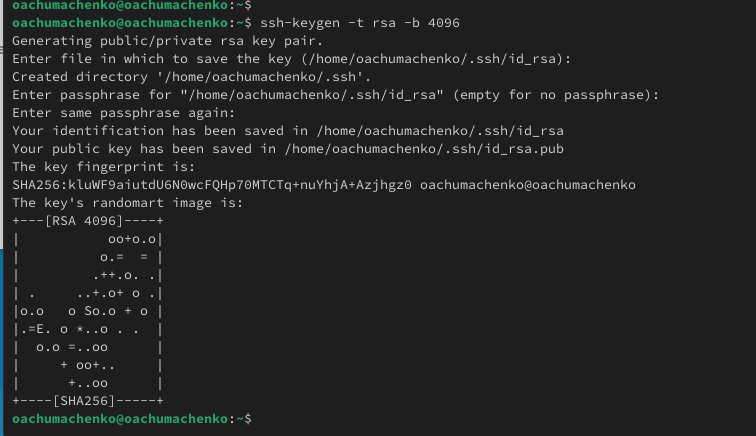 oachumachenko@oachumachenko:~$
oachumachenko@oachumachenko:~$ ssh-keygen -t rsa -b 4096
Generating public/private rsa key pair.
Enter file in which to save the key (/home/oachumachenko/.ssh/id_rsa):
Created directory '/home/oachumachenko/.ssh'.
Enter passphrase for "/home/oachumachenko/.ssh/id_rsa" (empty for no passphrase):
Enter same passphrase again:
Your identification has been saved in /home/oachumachenko/.ssh/id_rsa
Your public key has been saved in /home/oachumachenko/.ssh/id_rsa.pub
The key fingerprint is:
SHA256:kluWF9aiutdU6N0wcFQHp70MTCTq+nuYhjA+Azjhgz0 oachumachenko@oachumachenko
The key's randomart image is:
+---[RSA 4096]----+
|           oo+o.o|
|          o.=  = |
|         .++.o. .|
| .     ..+.o+ o .|
|o.o   o So.o + o |
|.=E. o *..o . .  |
|  o.o =..oo      |
|     + oo+..     |
|      +..oo      |
+----[SHA256]-----+
oachumachenko@oachumachenko:~$